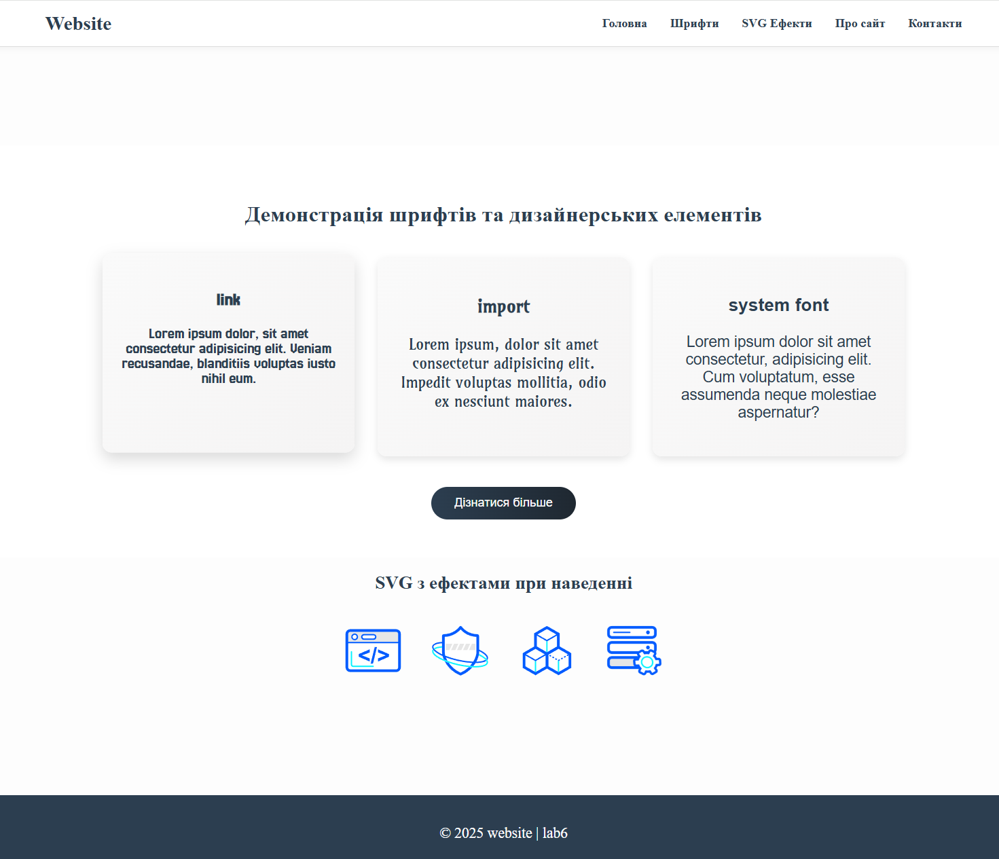 Website
Головна Шрифти SVG Ефекти Про сайт Контакти
Демонстрація шрифтів та дизайнерських елементів
link
Lorem ipsum dolor, sit amet
consectetur adipisicing elit. Veniam
recusandae, blanditiis voluptas iusto
nihil eum.
import
Lorem ipsum, dolor sit amet
consectetur adipisicing elit.
Impedit voluptas mollitia, odio
ex nesciunt maiores.
system font
Lorem ipsum dolor sit amet
consectetur, adipisicing elit.
Cum voluptatum, esse
assumenda neque molestiae
aspernatur?
Дізнатися більше
SVG з ефектами при наведенні
</>
© 2025 website | lab6